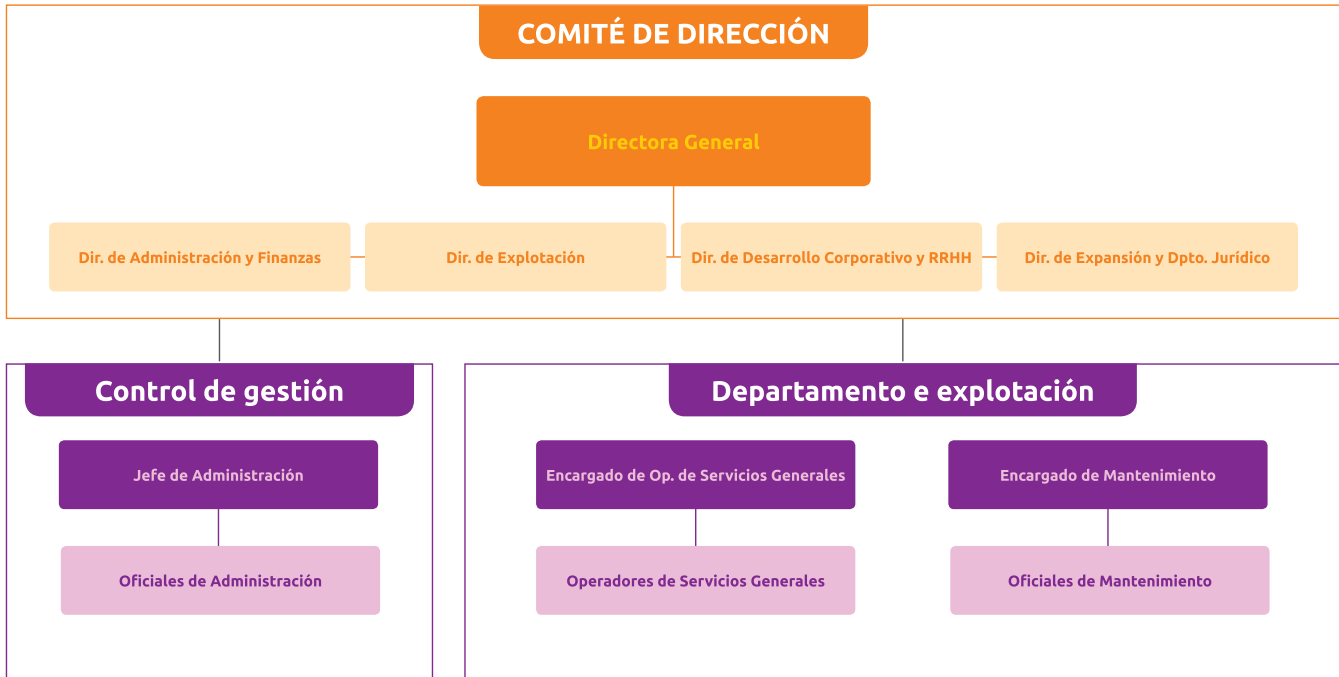 COMITÉ DE DIRECCIÓN
Directora General
Dir. de Administración y Finanzas
Dir. de Explotación
Dir. de Desarrollo Corporativo y RRHH
Dir. de Expansión y Dpto. Jurídico
Control de gestión
Departamento e explotación
Jefe de Administración
Encargado de Op. de Servicios Generales
Encargado de Mantenimiento
Oficiales de Administración
Operadores de Servicios Generales
Oficiales de Mantenimiento